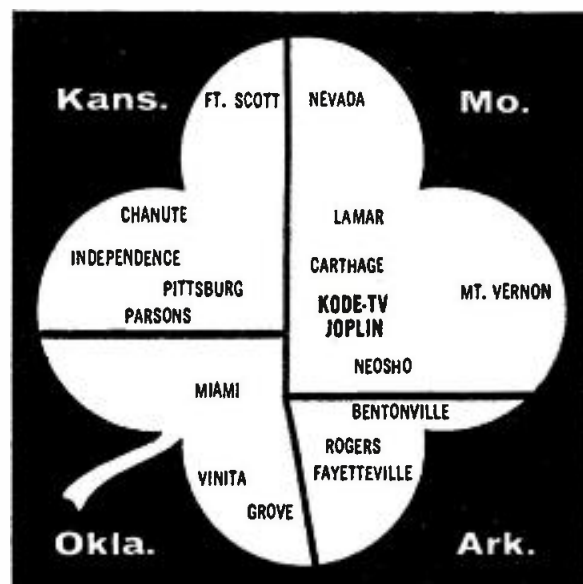 Kans.
FT. SCOTT
NEVADA
Mo.
CHANUTE
LAMAR
INDEPENDENCE
CARTHAGE
PITTSBURG
MT. VERNON
PARSONS
KODE-TV
JOPLIN
NEOSHO
MIAMI
BENTONVILLE
ROGERS
FAYETTEVILLE
VINITA
GROVE
Okla.
Ark.